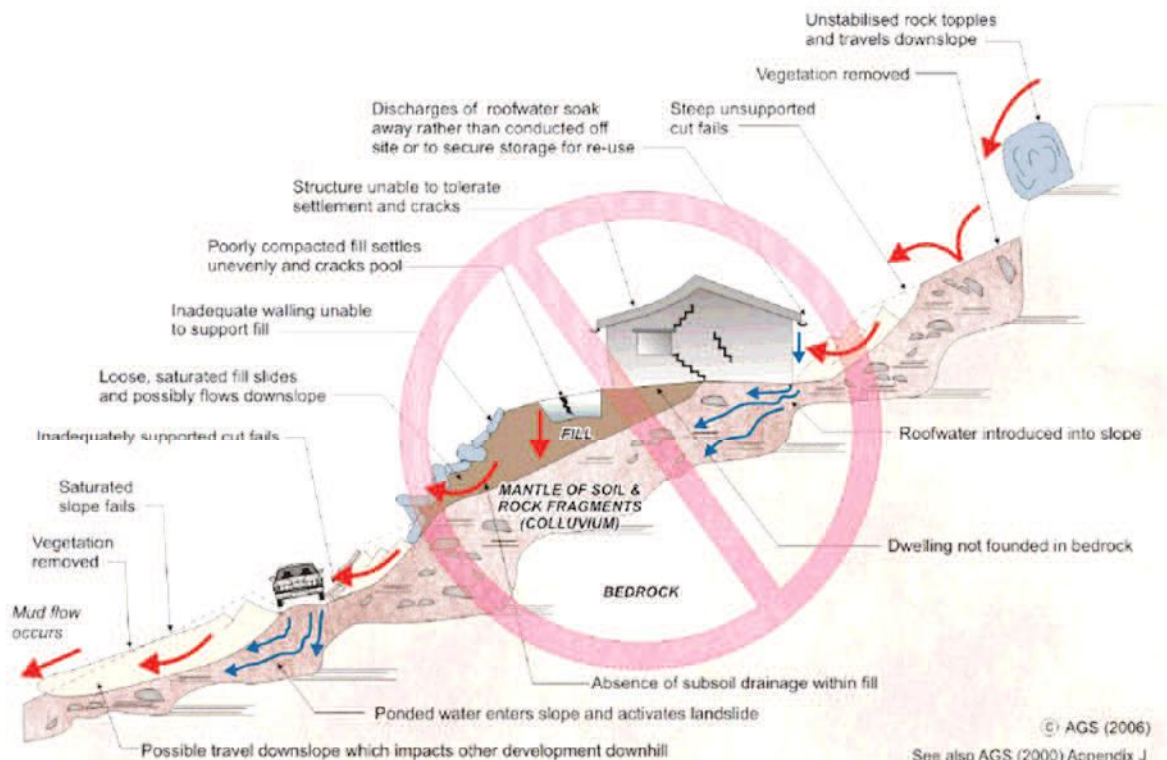 Unstabilised rock topples
and travels downslope
Vegetation removed
Discharges of roofwater soak
away rather than conducted off
site or to secure storage for re-use
Steep unsupported
cut fails
Structure unable to tolerate
settlement and cracks
Poorly compacted fill settles
unevenly and cracks pool
Inadequate walling unable
to support fill
Loose, saturated fill slides
and possibly flows downslope
Inadequately supported cut fails
Saturated
slope fails
Vegetation
removed
Mud flow
occurs
FILL
MANTLE OF SOIL &
ROCK FRAGMENTS
(COLLUVIUM)
BEDROCK
Roofwater introduced into slope
Dwelling not founded in bedrock
Absence of subsoil drainage within fill
Ponded water enters slope and activates landslide
Possible travel downslope which impacts other development downhill
© AGS (2006)
See also AGS (2000) Appendix J